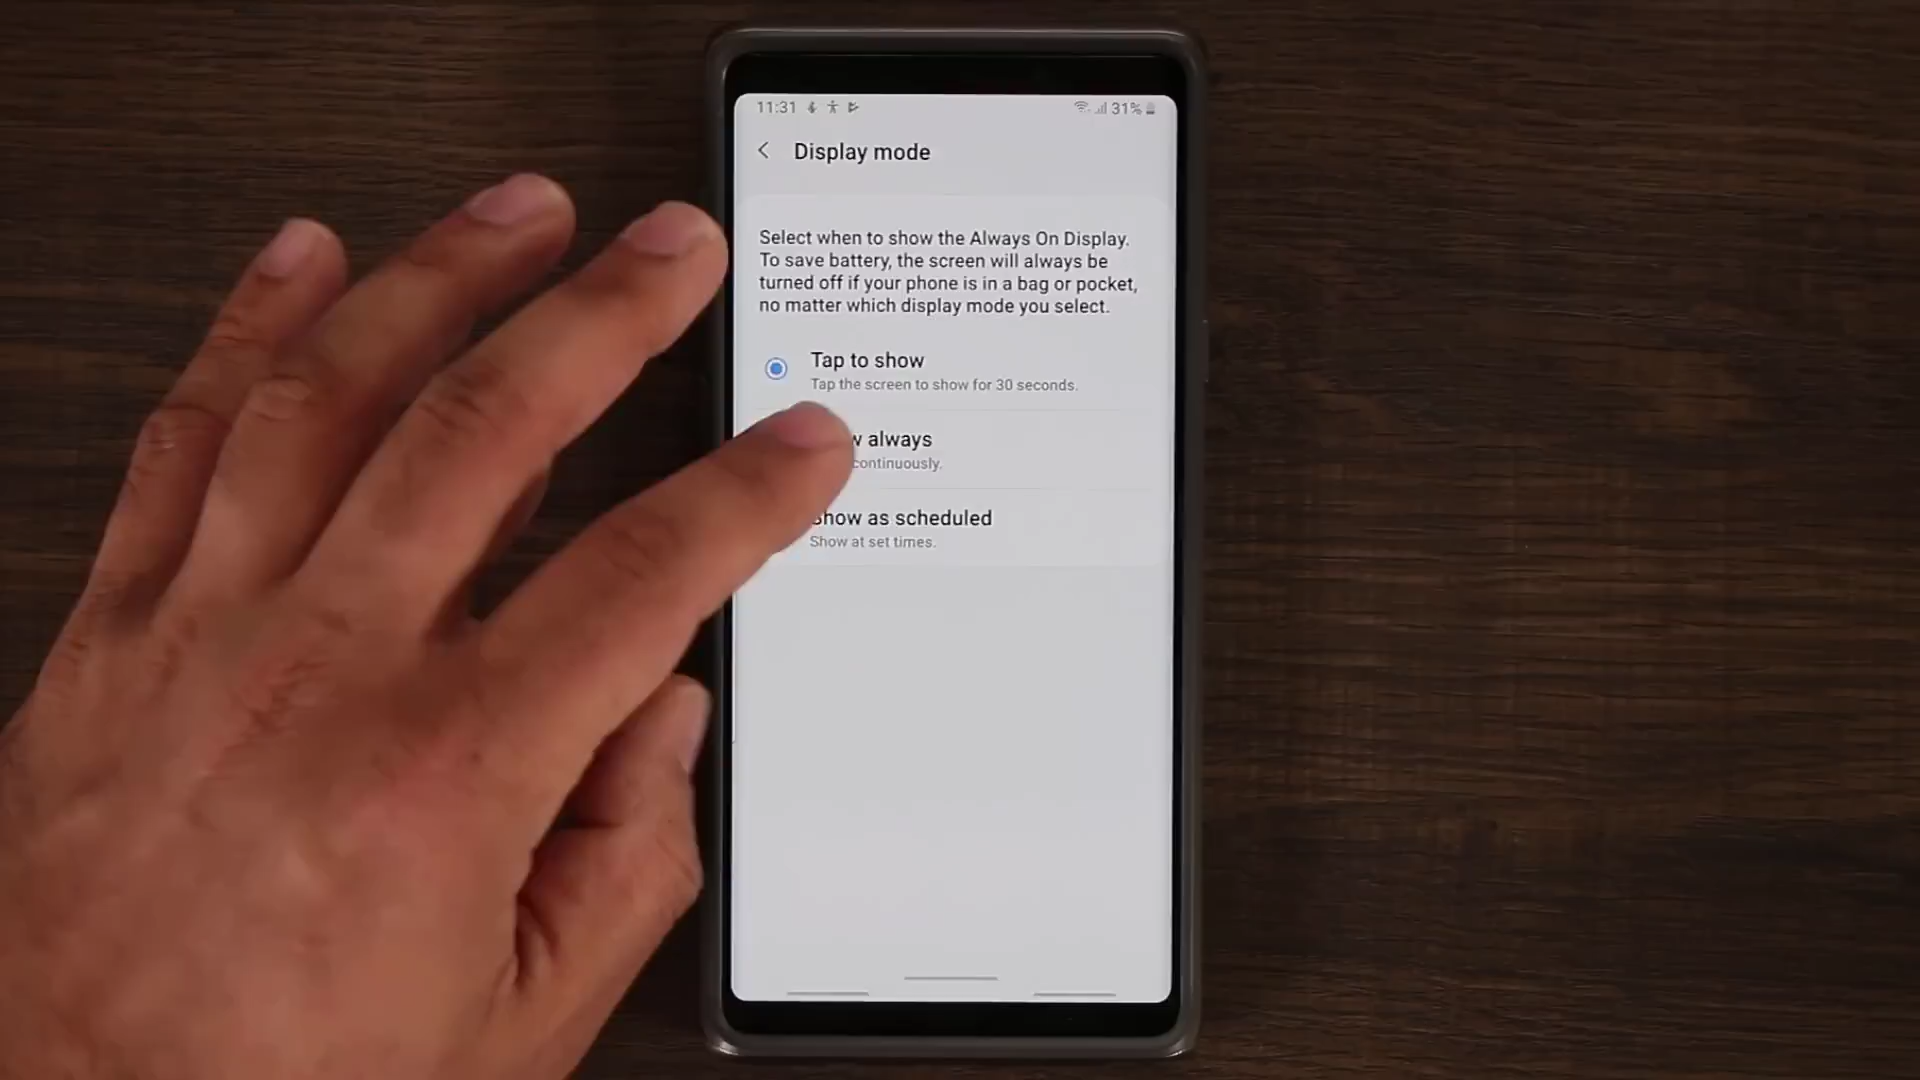 11:31
31%
Display mode
Select when to show the Always On Display.
To save battery, the screen will always be
turned off if your phone is in a bag or pocket,
no matter which display mode you select.
Tap to show
Tap the screen to show for 30 seconds.
w always
continuously.
Show as scheduled
Show at set times.